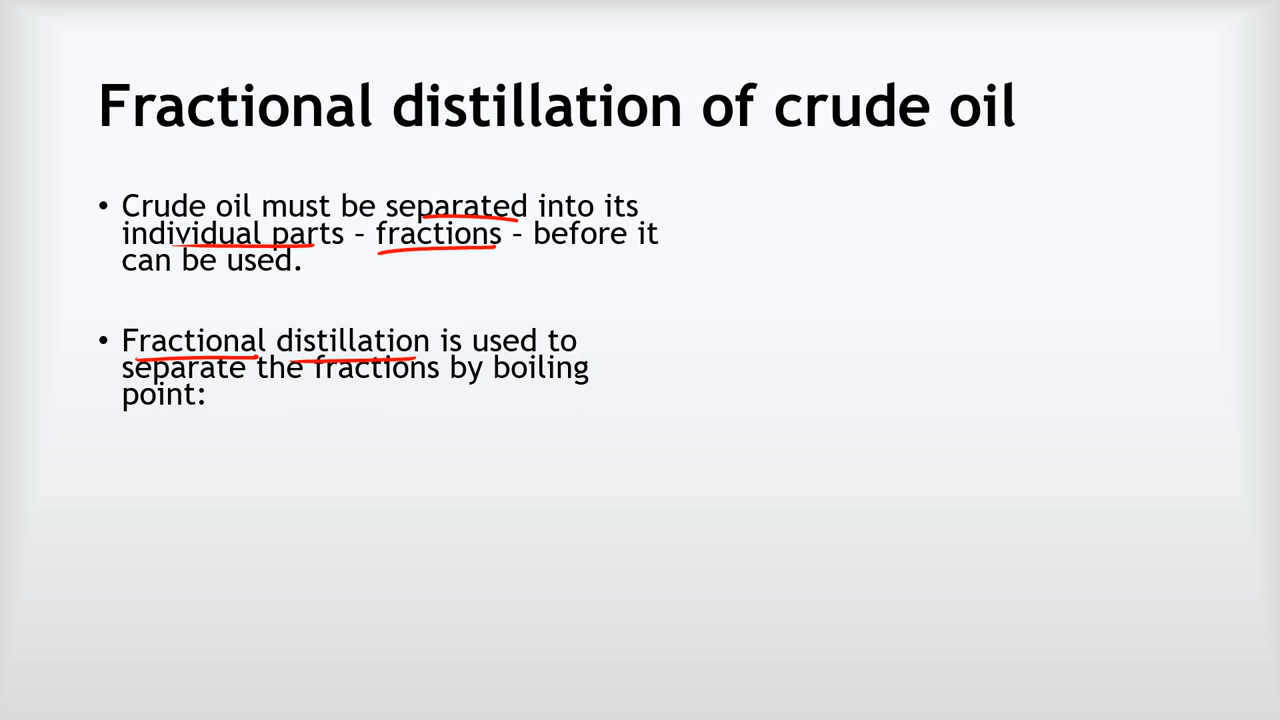 Fractional distillation of crude oil
• Crude oil must be separated into its
individual parts – fractions – before it
can be used.
• Fractional distillation is used to
separate the fractions by boiling
point: